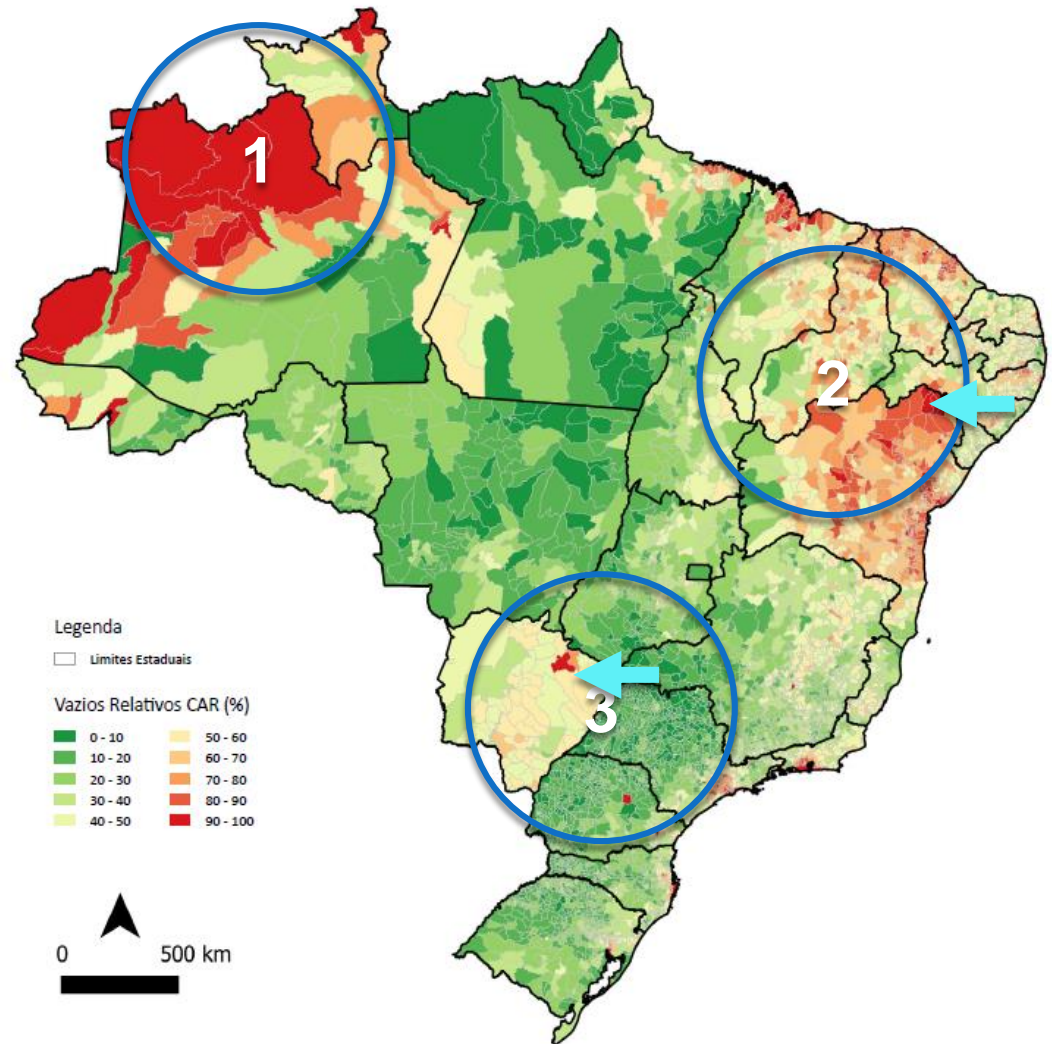 1
2
3
Legenda
Limites Estaduais
Vazios Relativos CAR (%)
0 - 10
10 - 20
20 - 30
30 - 40
40 - 50
50 - 60
60 - 70
70 - 80
80 - 90
90 - 100
0 500 km